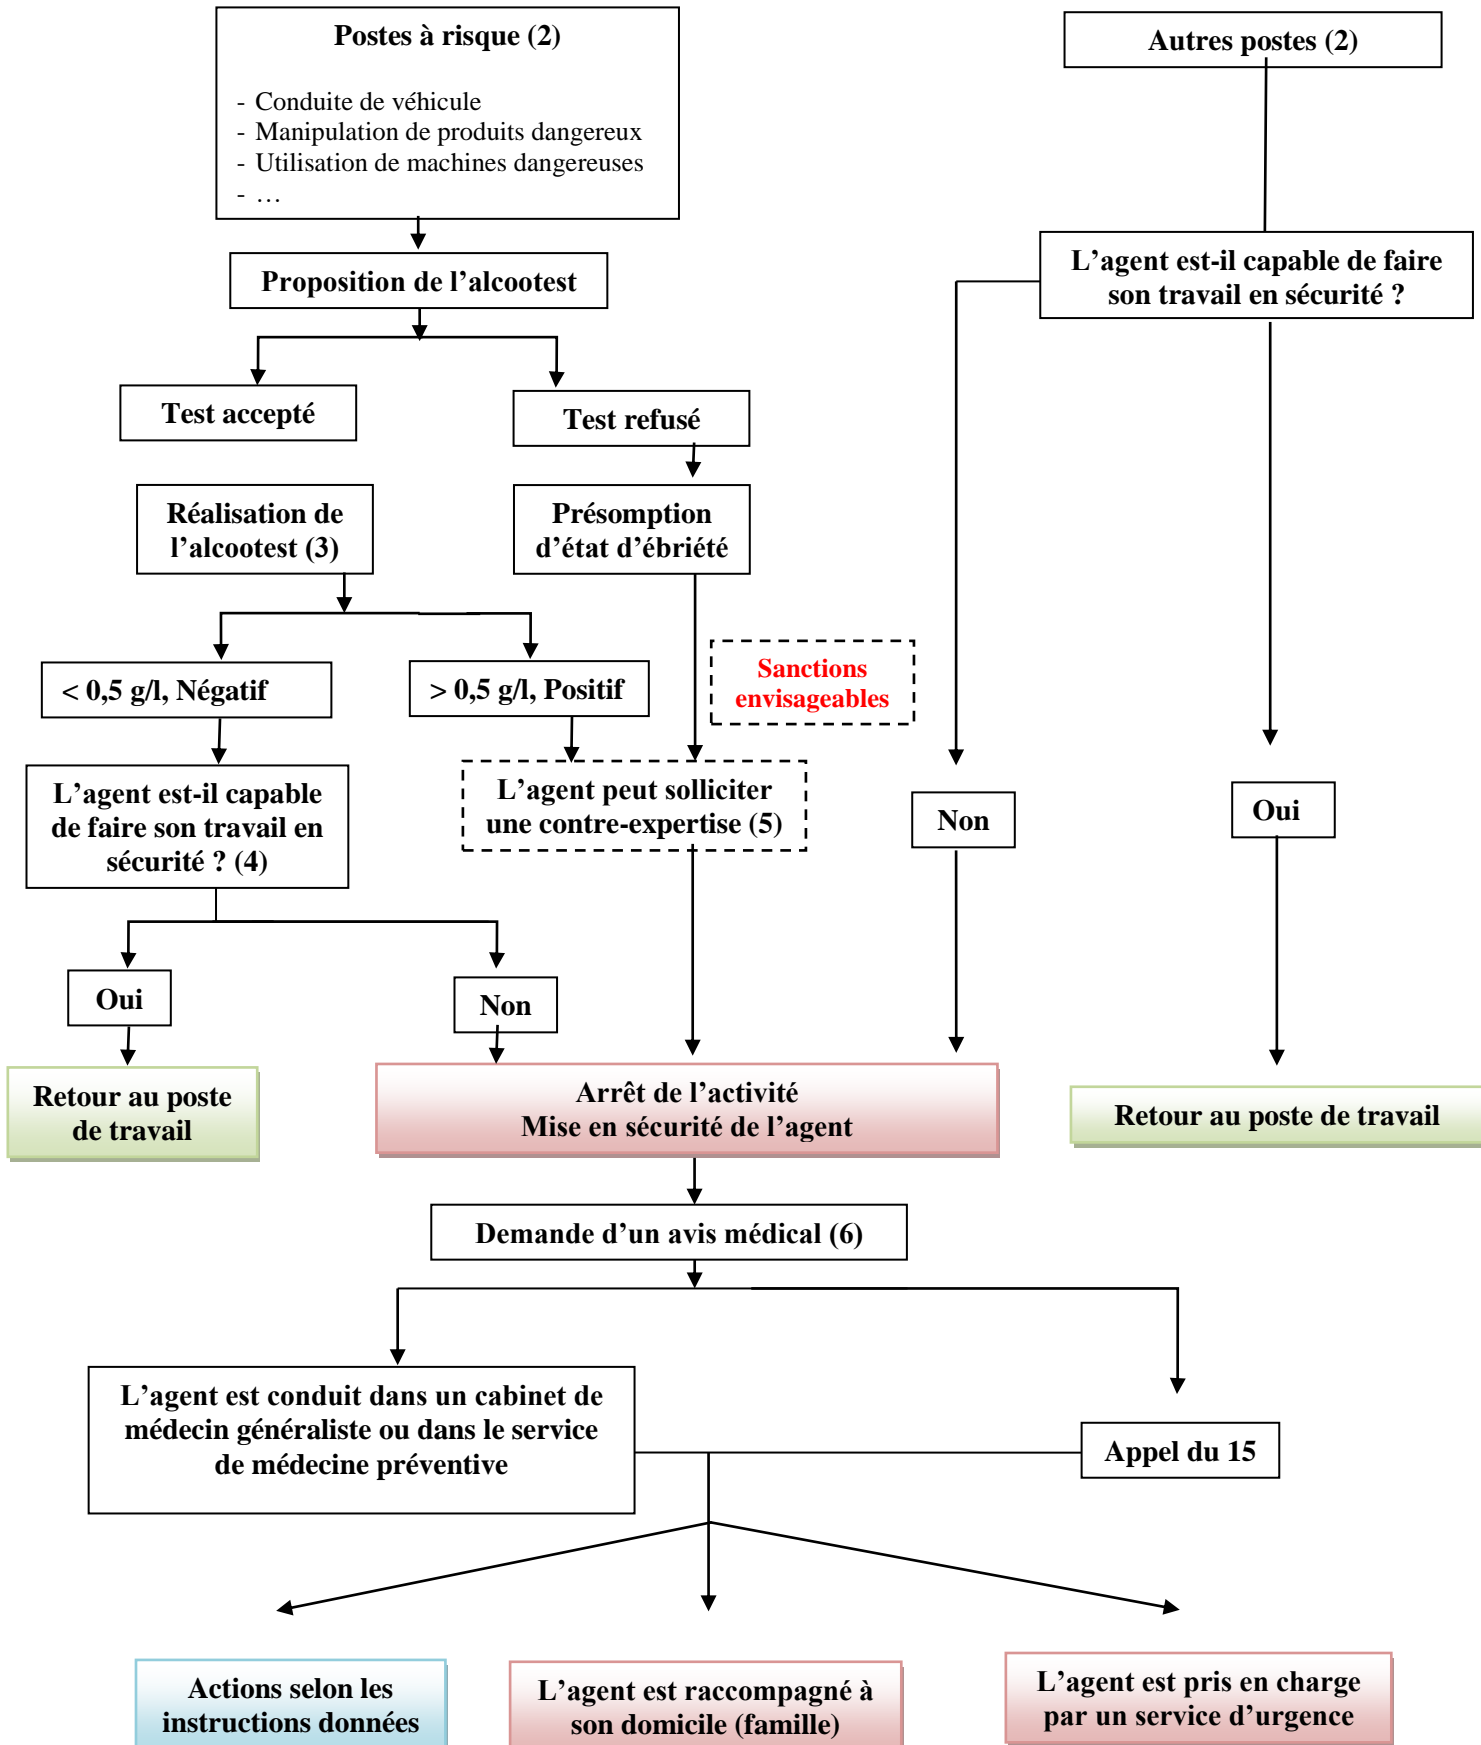 Postes à risque (2)
- Conduite de véhicule
- Manipulation de produits dangereux
- Utilisation de machines dangereuses
- …
Autres postes (2)
Proposition de l’alcootest
L’agent est-il capable de faire
son travail en sécurité ?
Test accepté
Test refusé
Réalisation de
l’alcootest (3)
Présomption
d’état d’ébriété
Sanctions
envisageables
< 0,5 g/l, Négatif
> 0,5 g/l, Positif
L’agent est-il capable
de faire son travail en
sécurité ? (4)
L’agent peut solliciter
une contre-expertise (5)
Non
Oui
Oui
Non
Retour au poste
de travail
Arrêt de l’activité
Mise en sécurité de l’agent
Retour au poste de travail
Demande d’un avis médical (6)
L’agent est conduit dans un cabinet de
médecin généraliste ou dans le service
de médecine préventive
Appel du 15
Actions selon les
instructions données
L’agent est raccompagné à
son domicile (famille)
L’agent est pris en charge
par un service d’urgence